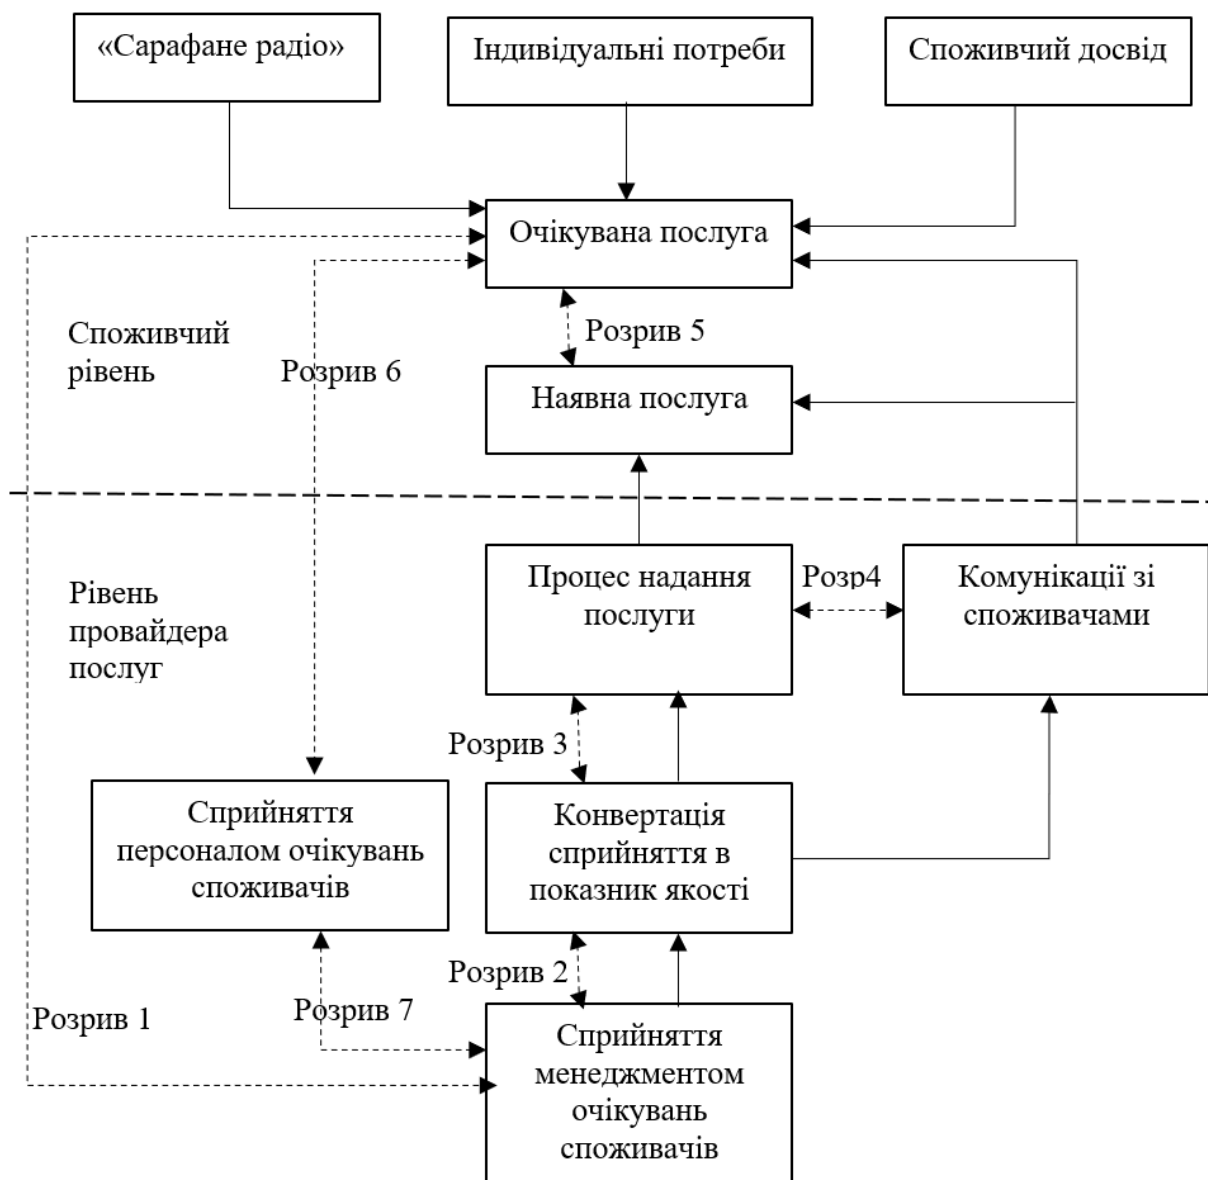 «Сарафане радіо»
Індивідуальні потреби
Споживчий досвід
Очікувана послуга
Розрив 5
Споживчий
рівень
Розрив 6
Наявна послуга
Рівень
провайдера
послуг
Процес надання
послуги
Розр4
Комунікації зі
споживачами
Розрив 3
Сприйняття
персоналом очікувань
споживачів
Конвертація
сприйняття в
показник якості
Розрив 2
Розрив 1
Розрив 7
Сприйняття
менеджментом
очікувань
споживачів